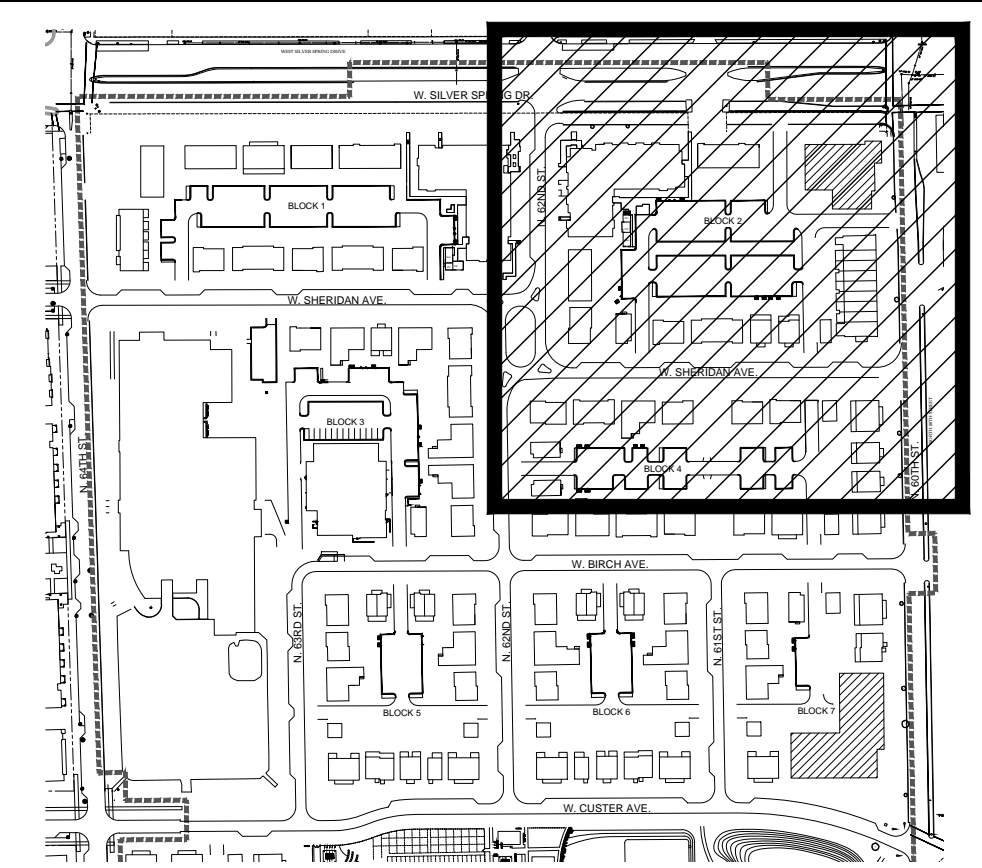 WEST SILVER SPRING DRIVE
W. SILVER SPRING DR.
N. 62ND ST.
BLOCK 1
BLOCK 2
W. SHERIDAN AVE.
W. SHERIDAN AVE.
N. 64TH ST.
BLOCK 3
BLOCK 4
N. 60TH ST.
W. BIRCH AVE.
N. 63RD ST.
N. 62ND ST.
N. 61ST ST.
BLOCK 5
BLOCK 6
BLOCK 7
W. CUSTER AVE.